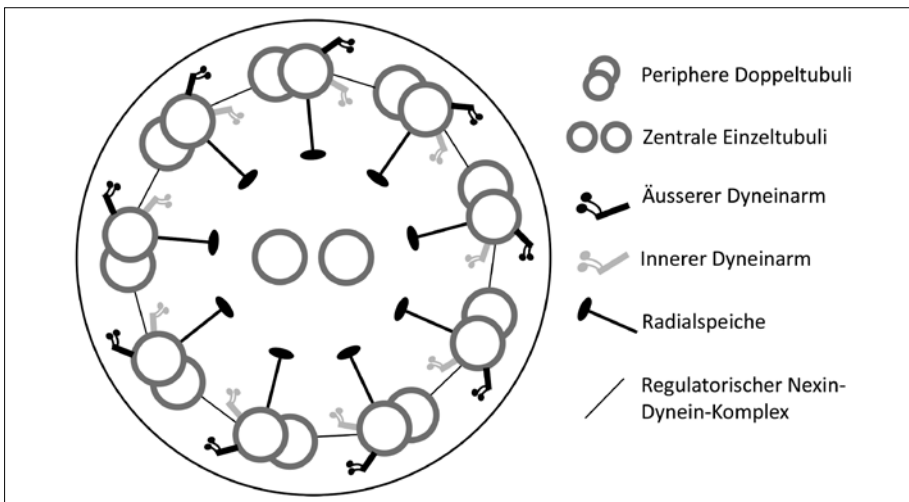 Periphere Doppeltubuli
Zentrale Einzeltubuli
Äusserer Dyneinarm
Innerer Dyneinarm
Radialspeiche
Regulatorischer Nexin-
Dynein-Komplex